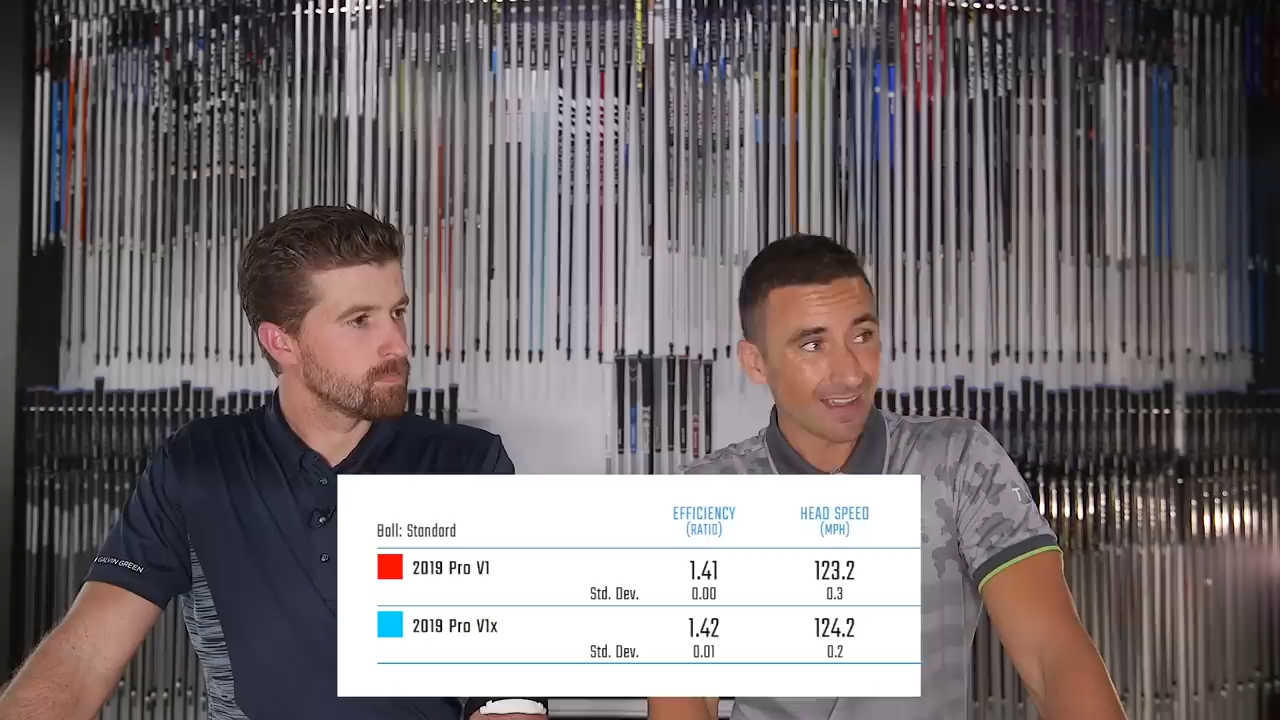 EFFICIENCY HEAD SPEED
(RATIO) (MPH)
Ball: Standard
2019 Pro V1 1.41 123.2
Std. Dev. 0.00 0.3
2019 Pro V1x 1.42 124.2
Std. Dev. 0.01 0.2
GALVIN GREEN